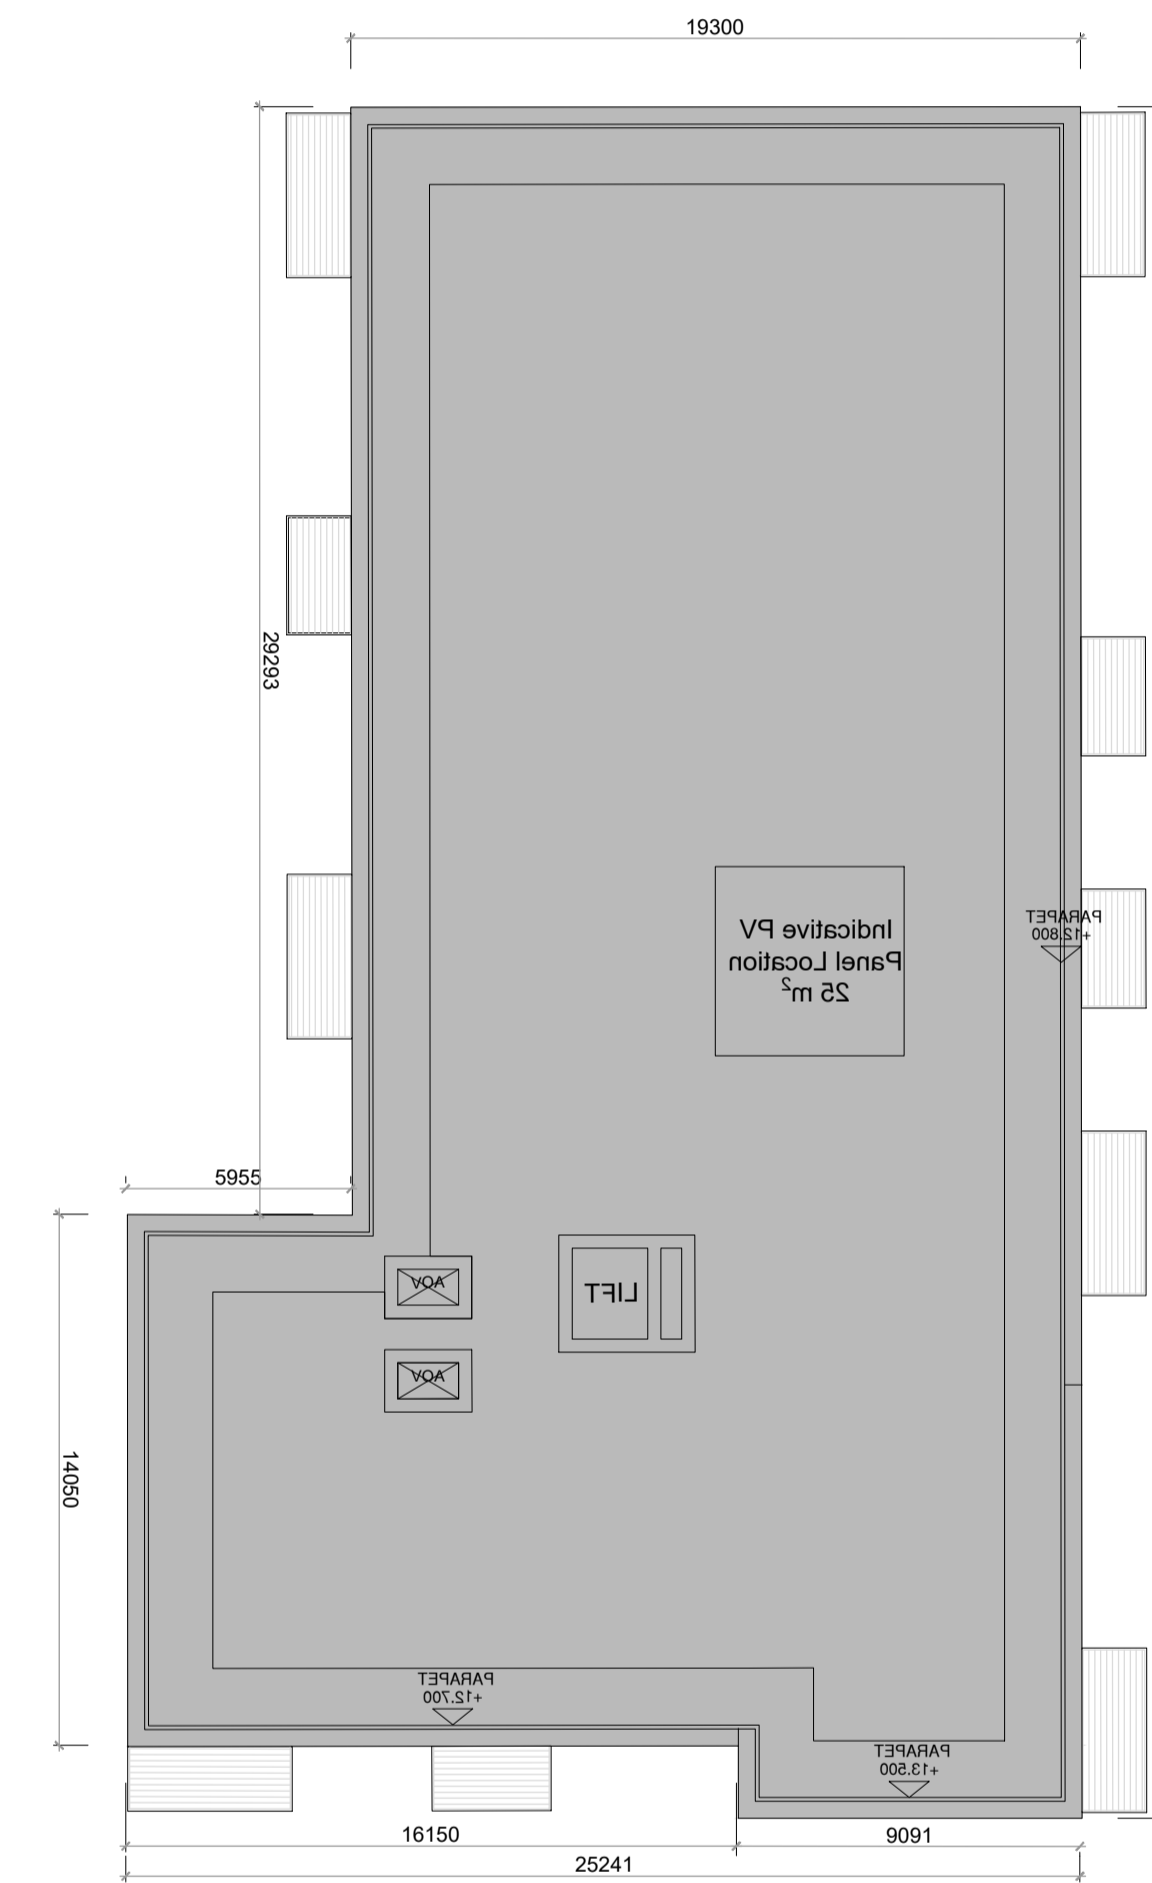 19300
29293
Indicative PV
Panel Location
25 m²
PARAPET
+12.800
5955
AOV
LIFT
AOV
14050
PARAPET
+12.700
PARAPET
+13.500
16150
9091
25241